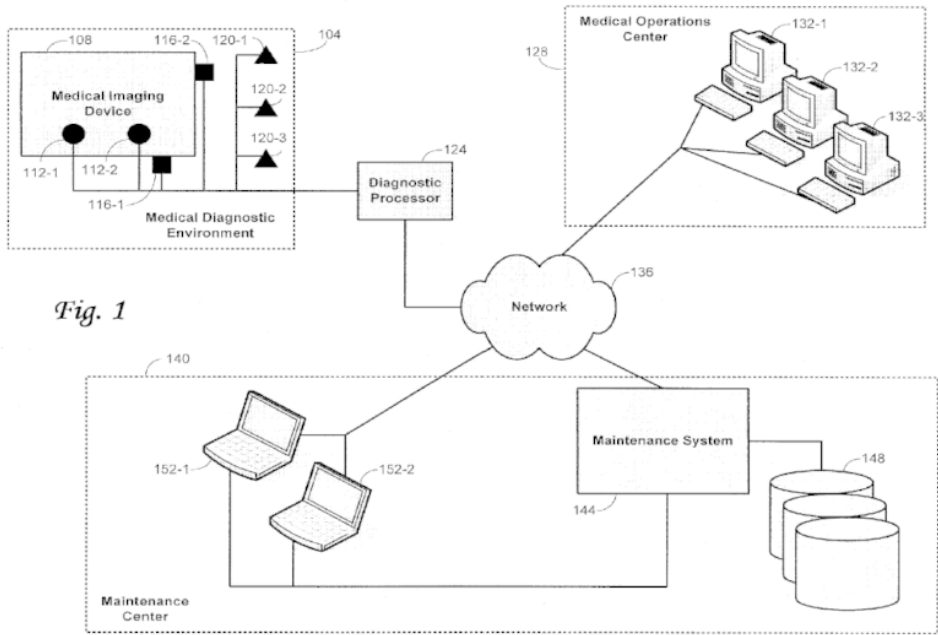 108
116-2
120-1
104
Medical Imaging
Device
120-2
120-3
112-1
112-2
116-1
Medical Diagnostic
Environment
124
Diagnostic
Processor
Medical Operations
Center
128
132-1
132-2
132-3
136
Network
Fig. 1
140
152-1
152-2
Maintenance System
144
148
Maintenance
Center